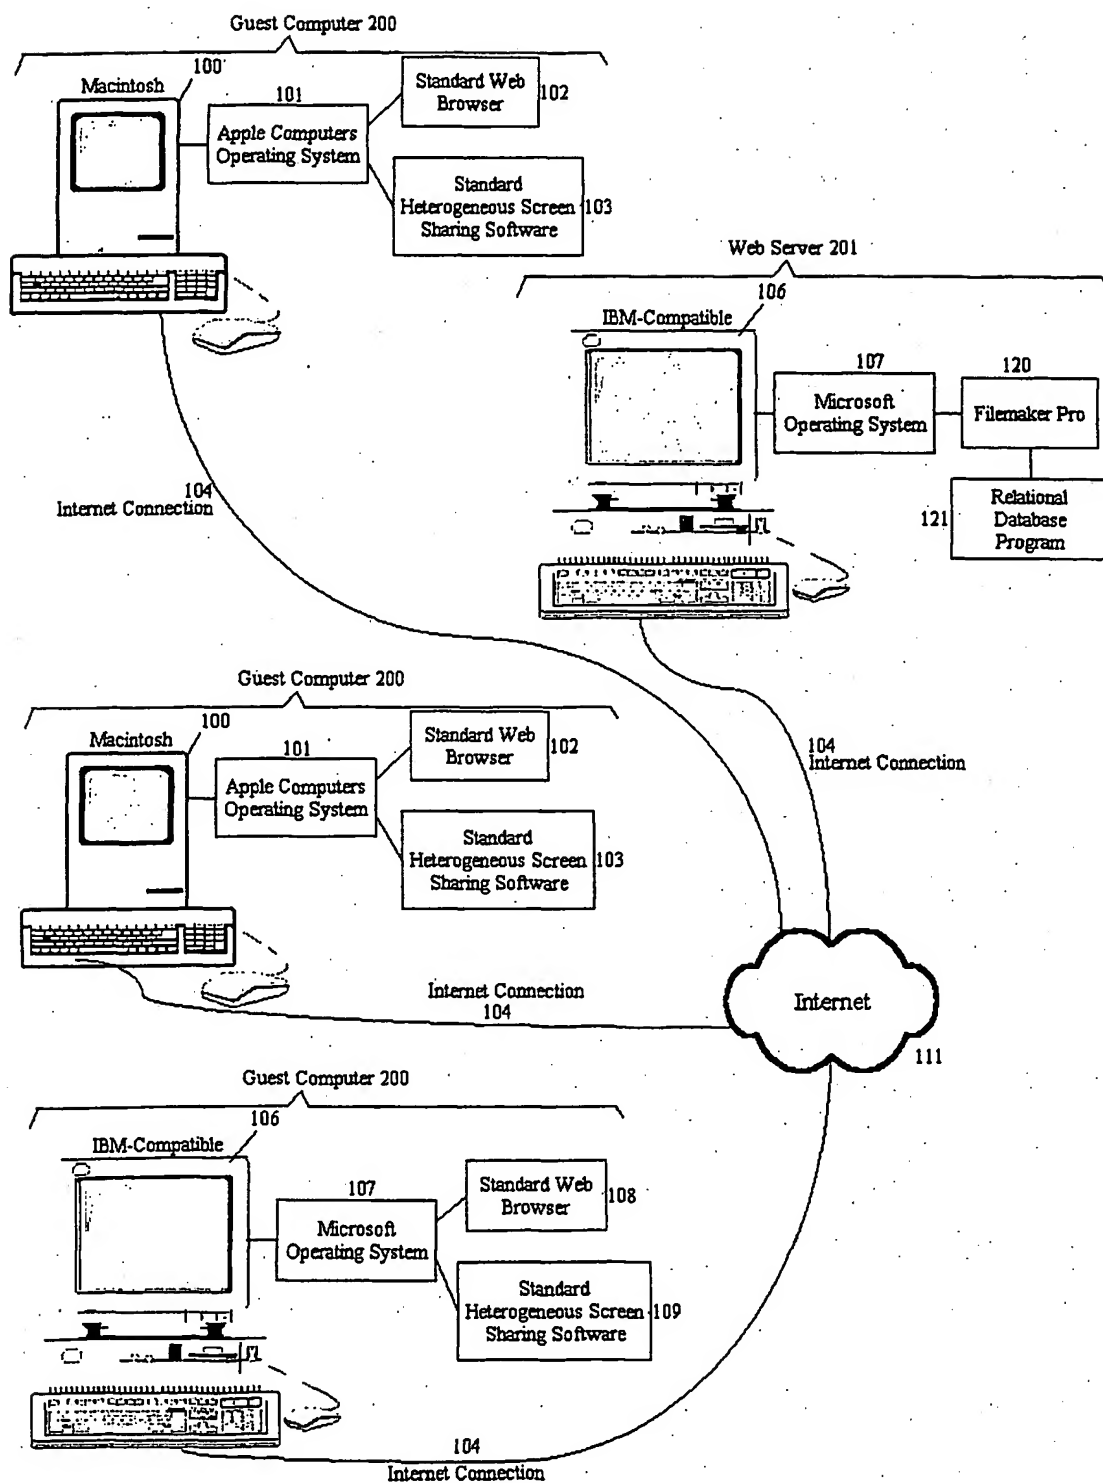 Guest Computer 200
Macintosh
100
101
Apple Computers
Operating System
Standard Web
Browser
102
Standard
Heterogeneous Screen
Sharing Software
103
Web Server 201
106
IBM-Compatible
107
Microsoft
Operating System
120
Filemaker Pro
121
Relational
Database
Program
104
Internet Connection
104
Internet Connection
Guest Computer 200
Macintosh
100
101
Apple Computers
Operating System
Standard Web
Browser
102
Standard
Heterogeneous Screen
Sharing Software
103
Internet Connection
104
Internet
111
Guest Computer 200
106
IBM-Compatible
107
Microsoft
Operating System
Standard Web
Browser
108
Standard
Heterogeneous Screen
Sharing Software
109
104
Internet Connection